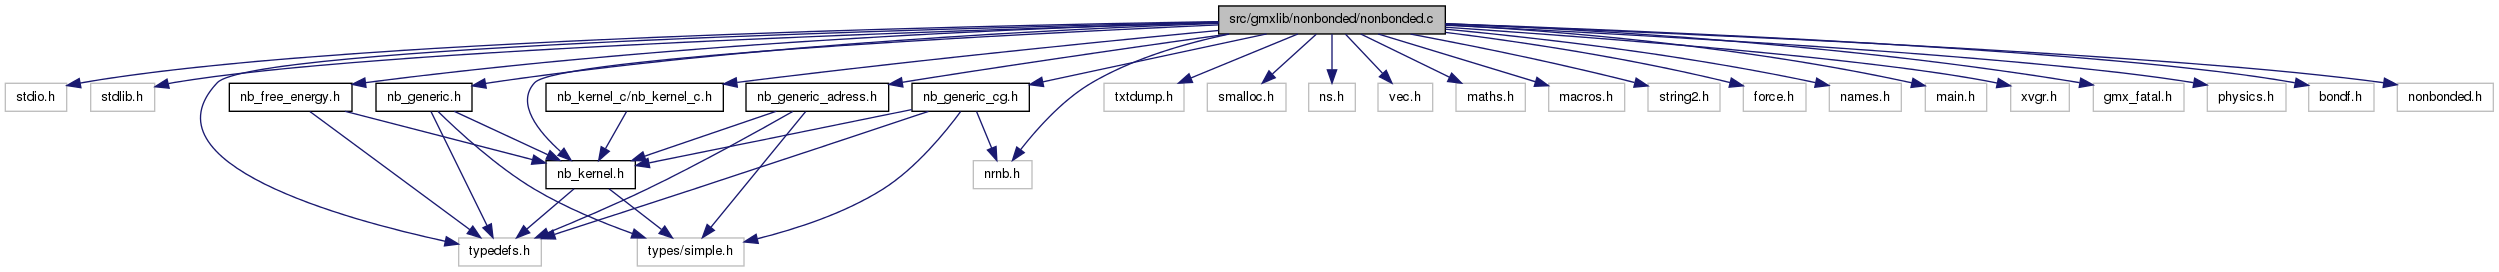 src/gmxlib/nonbonded/nonbonded.c
stdio.h
stdlib.h
nb_free_energy.h
nb_generic.h
nb_kernel_c/nb_kernel_c.h
nb_generic_adress.h
nb_generic_cg.h
txtdump.h
smalloc.h
ns.h
vec.h
maths.h
macros.h
string2.h
force.h
names.h
main.h
xvgr.h
gmx_fatal.h
physics.h
bondf.h
nonbonded.h
nb_kernel.h
nrnb.h
typedefs.h
types/simple.h